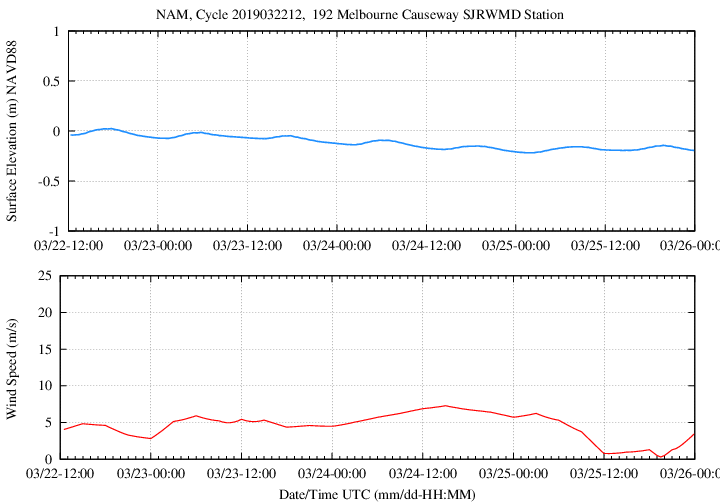 NAM, Cycle 2019032212,  192 Melbourne Causeway SJRWMD Station
Surface Elevation (m) NAVD88
1
0.5
0
-0.5
-1
03/22-12:00 03/23-00:00 03/23-12:00 03/24-00:00 03/24-12:00 03/25-00:00 03/25-12:00 03/26-00:0
Wind Speed (m/s)
25
20
15
10
5
0
03/22-12:00 03/23-00:00 03/23-12:00 03/24-00:00 03/24-12:00 03/25-00:00 03/25-12:00 03/26-00:0
Date/Time UTC (mm/dd-HH:MM)